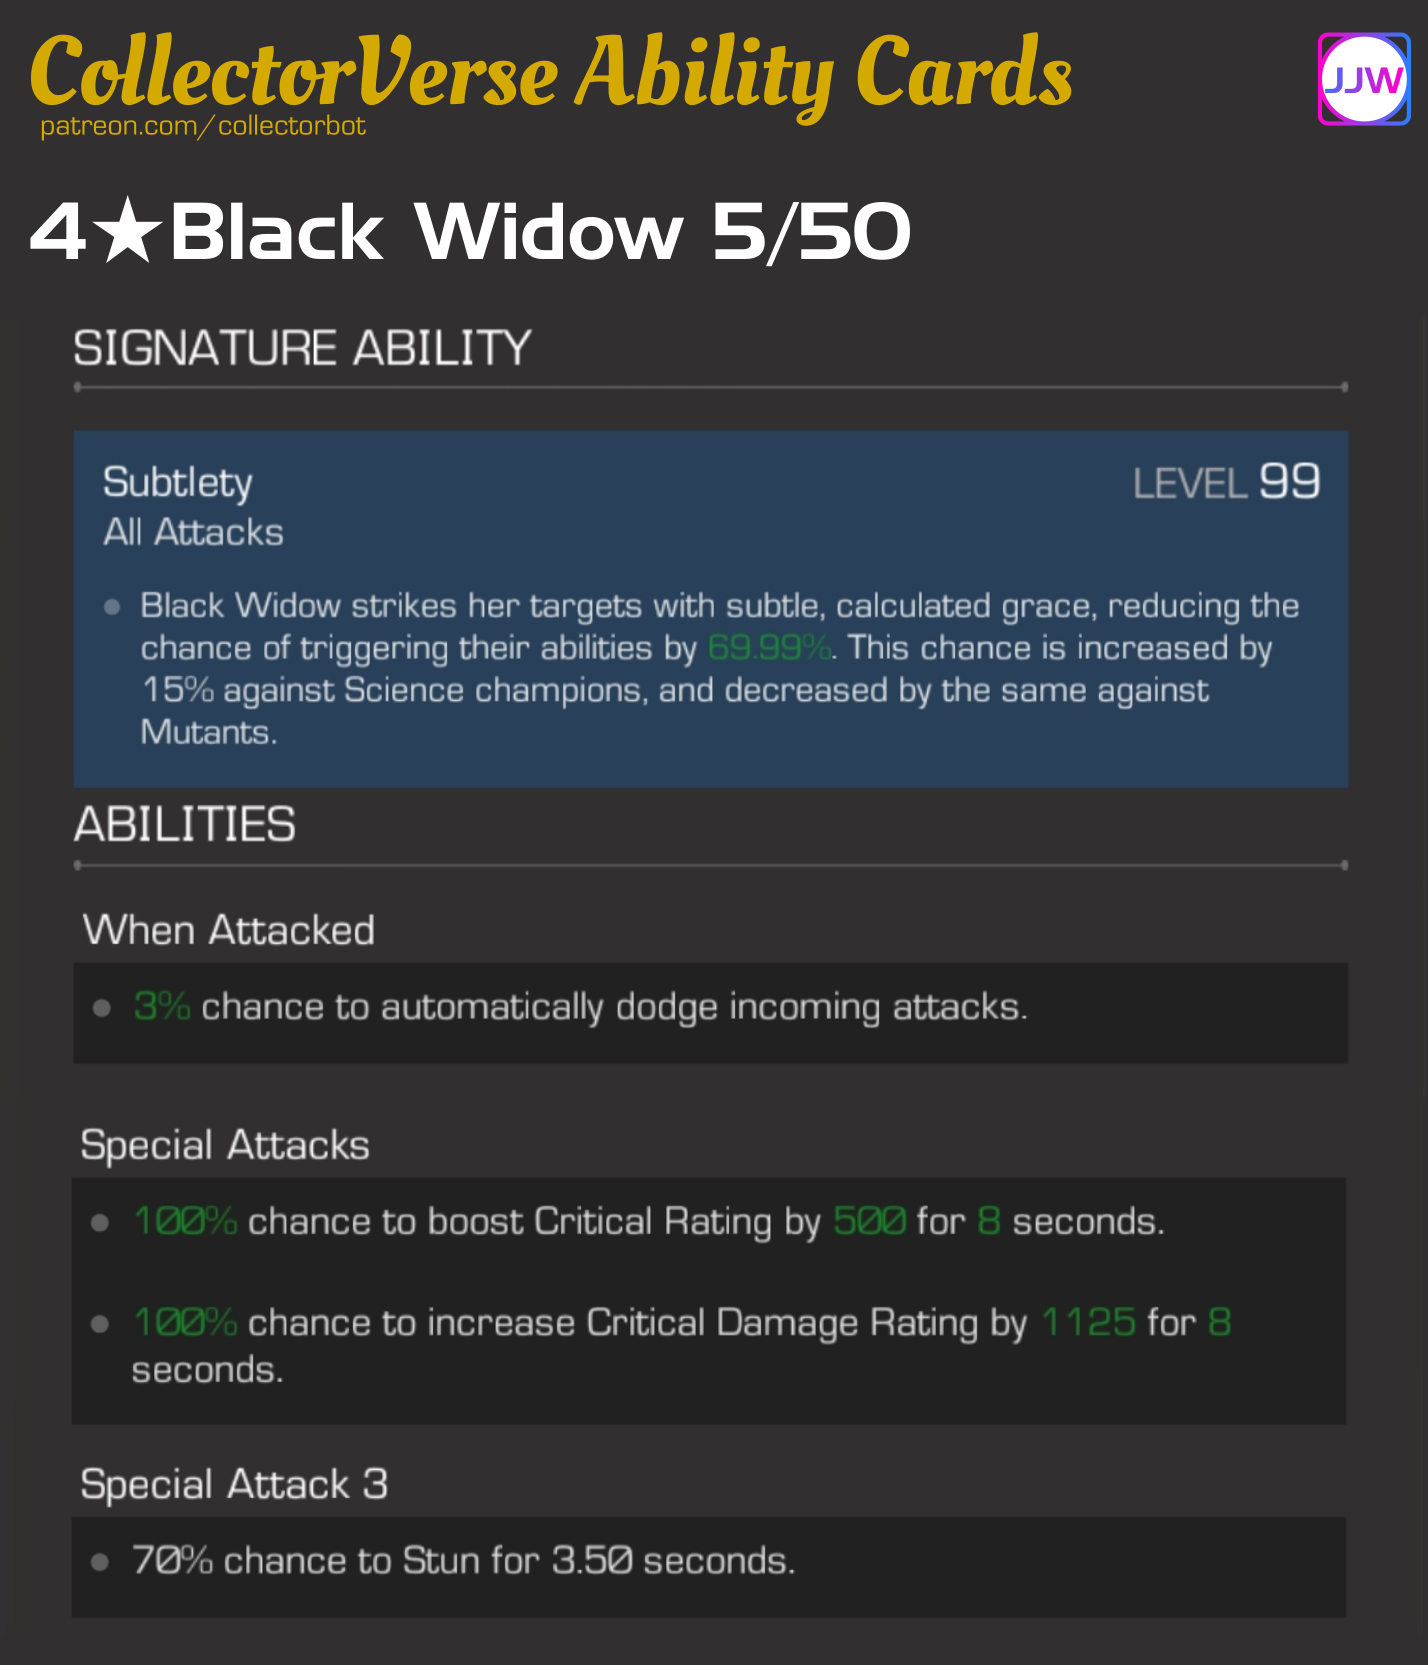 CollectorVerse Ability Cards
JJW
patreon.com/collectorbot
4★Black Widow 5/50
SIGNATURE ABILITY
Subtlety LEVEL 99
All Attacks
Black Widow strikes her targets with subtle, calculated grace, reducing the
chance of triggering their abilities by 69.99%. This chance is increased by
15% against Science champions, and decreased by the same against
Mutants.
ABILITIES
When Attacked
3% chance to automatically dodge incoming attacks.
Special Attacks
100% chance to boost Critical Rating by 500 for 8 seconds.
100% chance to increase Critical Damage Rating by 1125 for 8
seconds.
Special Attack 3
70% chance to Stun for 3.50 seconds.